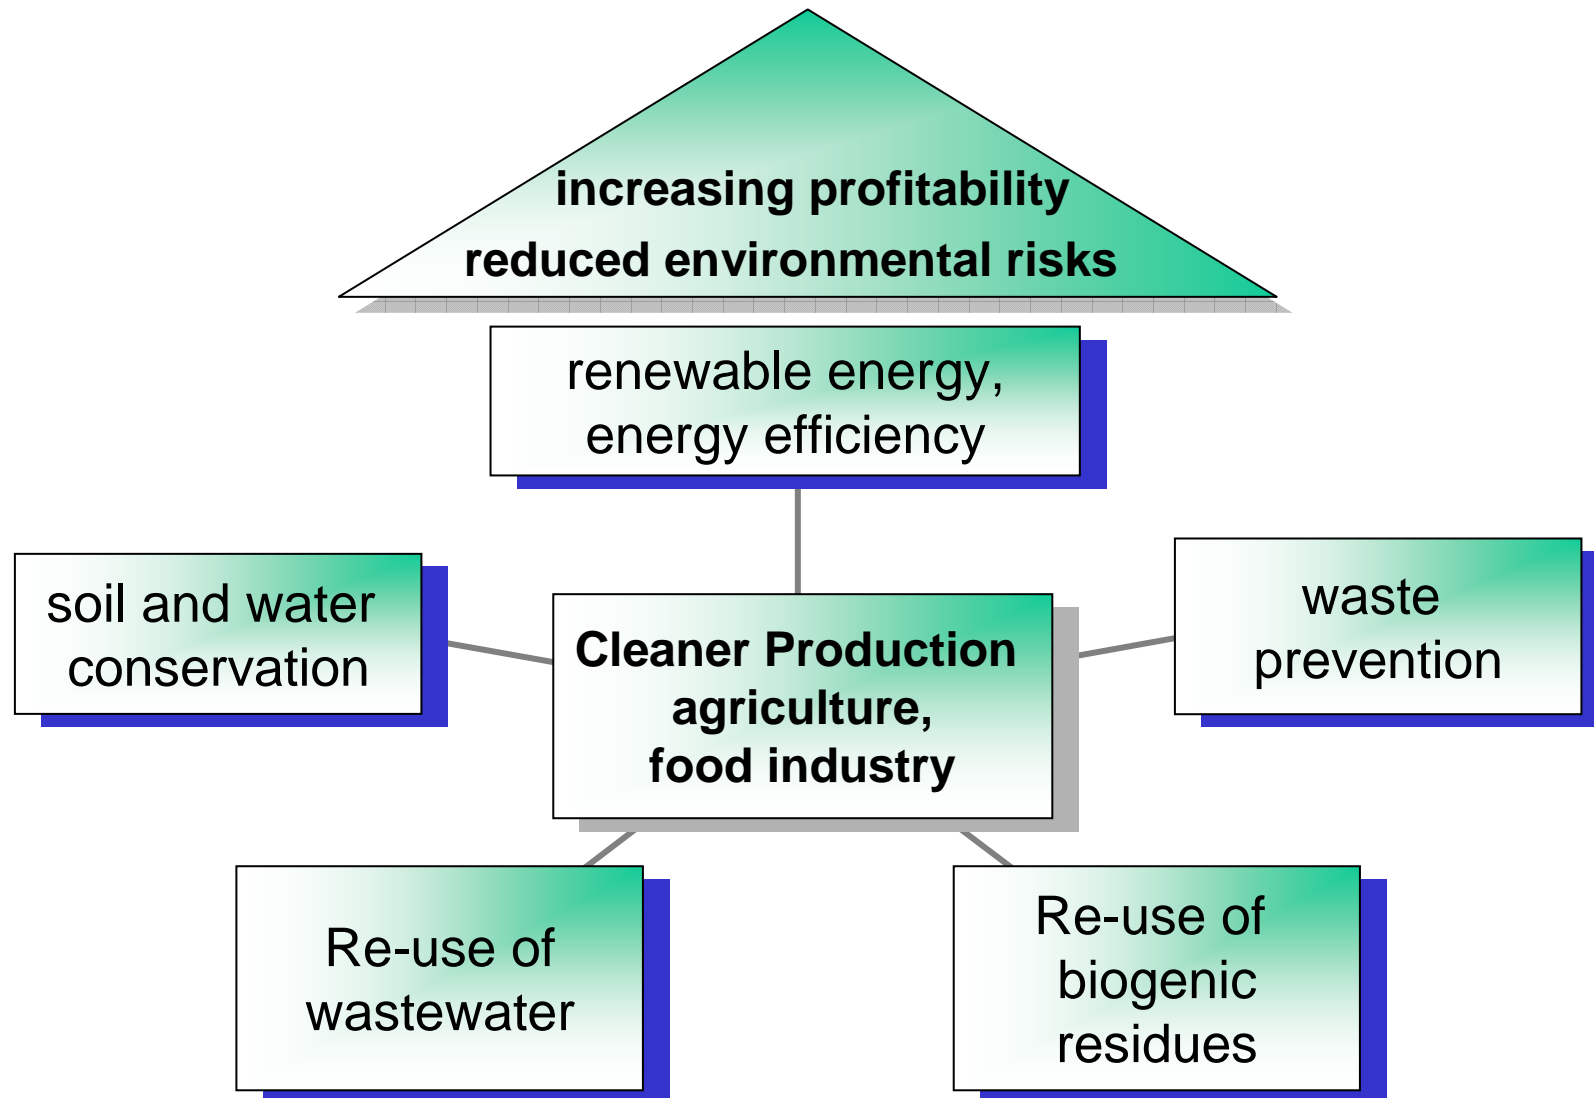 increasing profitability
reduced environmental risks
renewable energy,
energy efficiency
soil and water
conservation
Cleaner Production
agriculture,
food industry
waste
prevention
Re-use of
wastewater
Re-use of
biogenic
residues